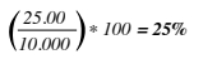 (25.00/10.000) * 100 = 25%